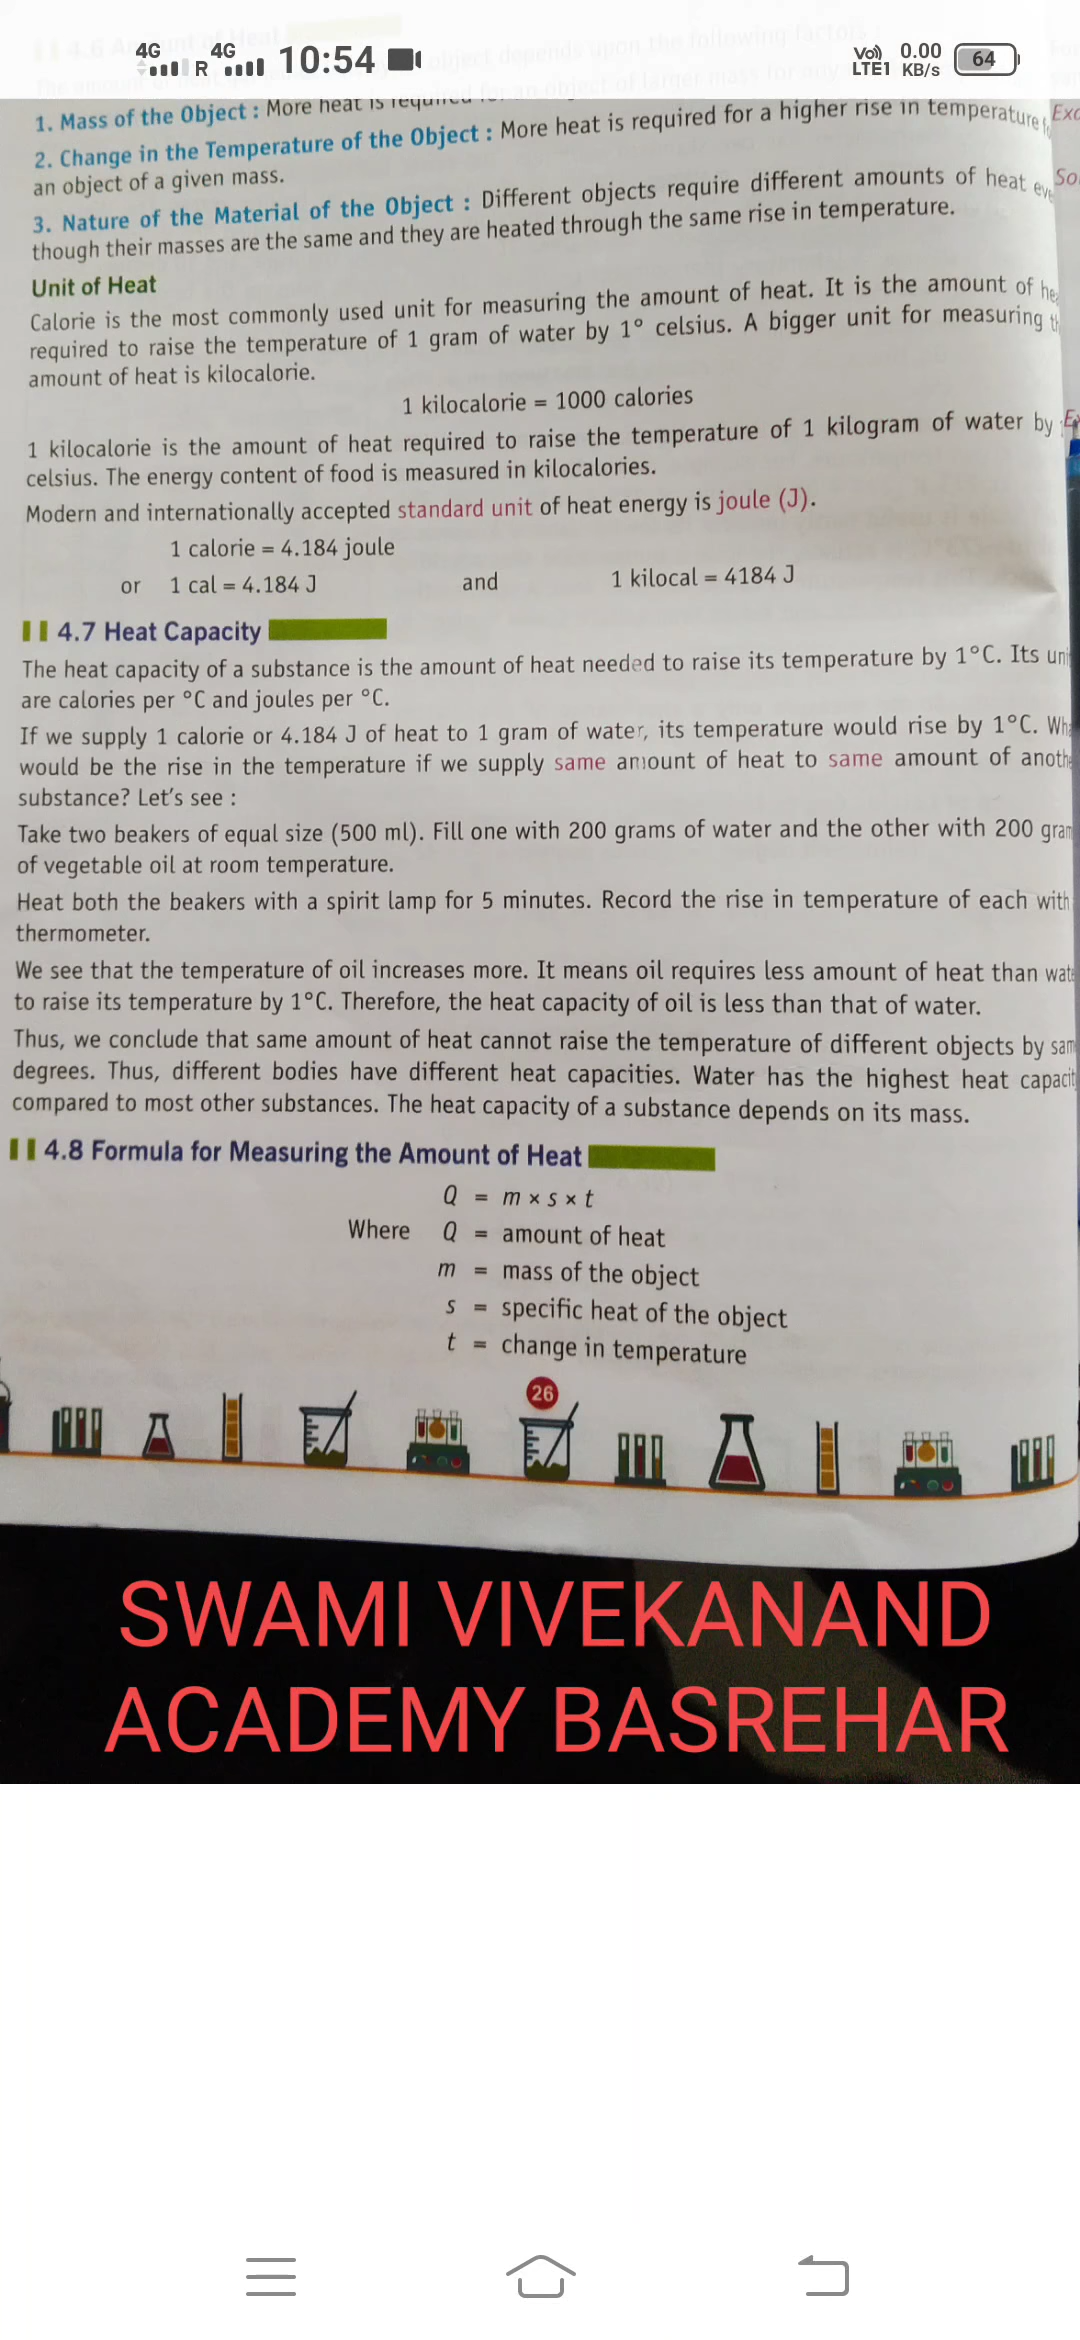 4G R 4G 10:54 Vo)) LTE1 0.00 KB/s 64
4.6 Amount of Heat
object depends upon the following factors :
1. Mass of the Object : More heat is required for an object of larger mass for any
2. Change in the Temperature of the Object : More heat is required for a higher rise in temperature
an object of a given mass.
3. Nature of the Material of the Object : Different objects require different amounts of heat
though their masses are the same and they are heated through the same rise in temperature.
Unit of Heat
Calorie is the most commonly used unit for measuring the amount of heat. It is the amount of
required to raise the temperature of 1 gram of water by 1° celsius. A bigger unit for measuring
amount of heat is kilocalorie.
1 kilocalorie = 1000 calories
1 kilocalorie is the amount of heat required to raise the temperature of 1 kilogram of water by
celsius. The energy content of food is measured in kilocalories.
Modern and internationally accepted standard unit of heat energy is joule (J).
1 calorie = 4.184 joule
or 1 cal = 4.184 J and 1 kilocal = 4184 J
4.7 Heat Capacity
The heat capacity of a substance is the amount of heat needed to raise its temperature by 1°C. Its
are calories per °C and joules per °C.
If we supply 1 calorie or 4.184 J of heat to 1 gram of water, its temperature would rise by 1°C.
would be the rise in the temperature if we supply same amount of heat to same amount of
substance? Let's see :
Take two beakers of equal size (500 ml). Fill one with 200 grams of water and the other with 200
of vegetable oil at room temperature.
Heat both the beakers with a spirit lamp for 5 minutes. Record the rise in temperature of each with
thermometer.
We see that the temperature of oil increases more. It means oil requires less amount of heat than
to raise its temperature by 1°C. Therefore, the heat capacity of oil is less than that of water.
Thus, we conclude that same amount of heat cannot raise the temperature of different objects by
degrees. Thus, different bodies have different heat capacities. Water has the highest heat
compared to most other substances. The heat capacity of a substance depends on its mass.
4.8 Formula for Measuring the Amount of Heat
Q = m × s × t
Where Q = amount of heat
m = mass of the object
s = specific heat of the object
t = change in temperature
26
SWAMI VIVEKANAND
ACADEMY BASREHAR